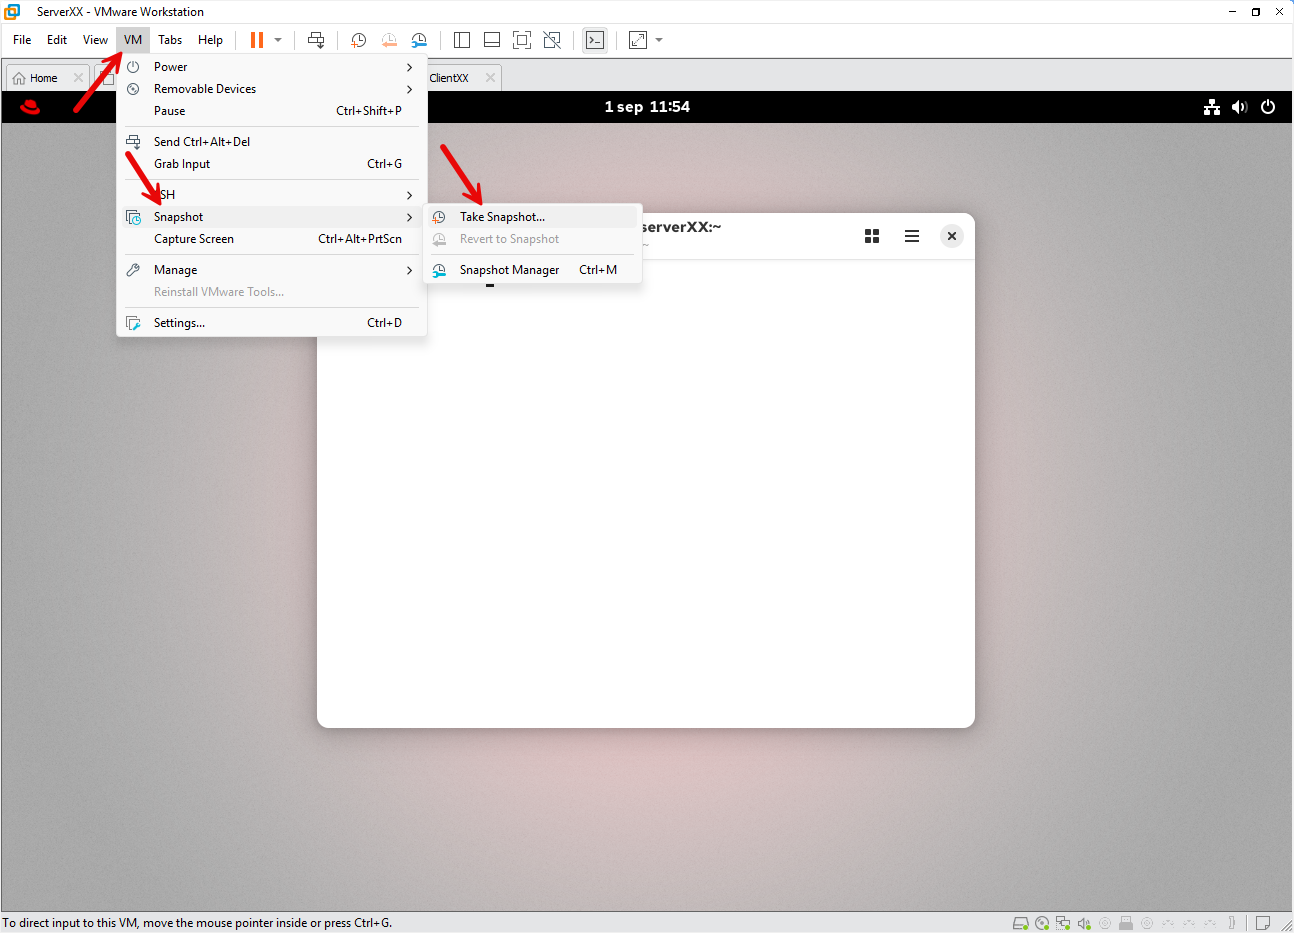 ServerXX - VMware Workstation
File Edit View VM Tabs Help
Home ClientXX
1 sep 11:54
Power
Removable Devices
Pause Ctrl+Shift+P
Send Ctrl+Alt+Del
Grab Input Ctrl+G
SH
Snapshot
Capture Screen Ctrl+Alt+PrtScn
Manage
Reinstall VMware Tools...
Settings... Ctrl+D
Take Snapshot...
Revert to Snapshot
Snapshot Manager Ctrl+M
serverXX:~
~
To direct input to this VM, move the mouse pointer inside or press Ctrl+G.